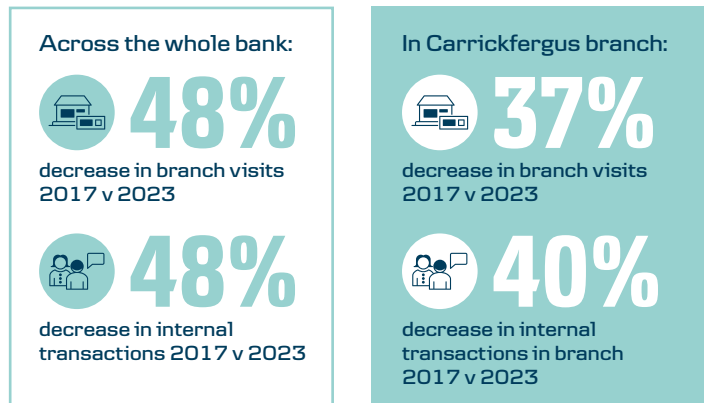 Across the whole bank:
48%
decrease in branch visits
2017 v 2023
48%
decrease in internal
transactions 2017 v 2023
In Carrickfergus branch:
37%
decrease in branch visits
2017 v 2023
40%
decrease in internal
transactions in branch
2017 v 2023